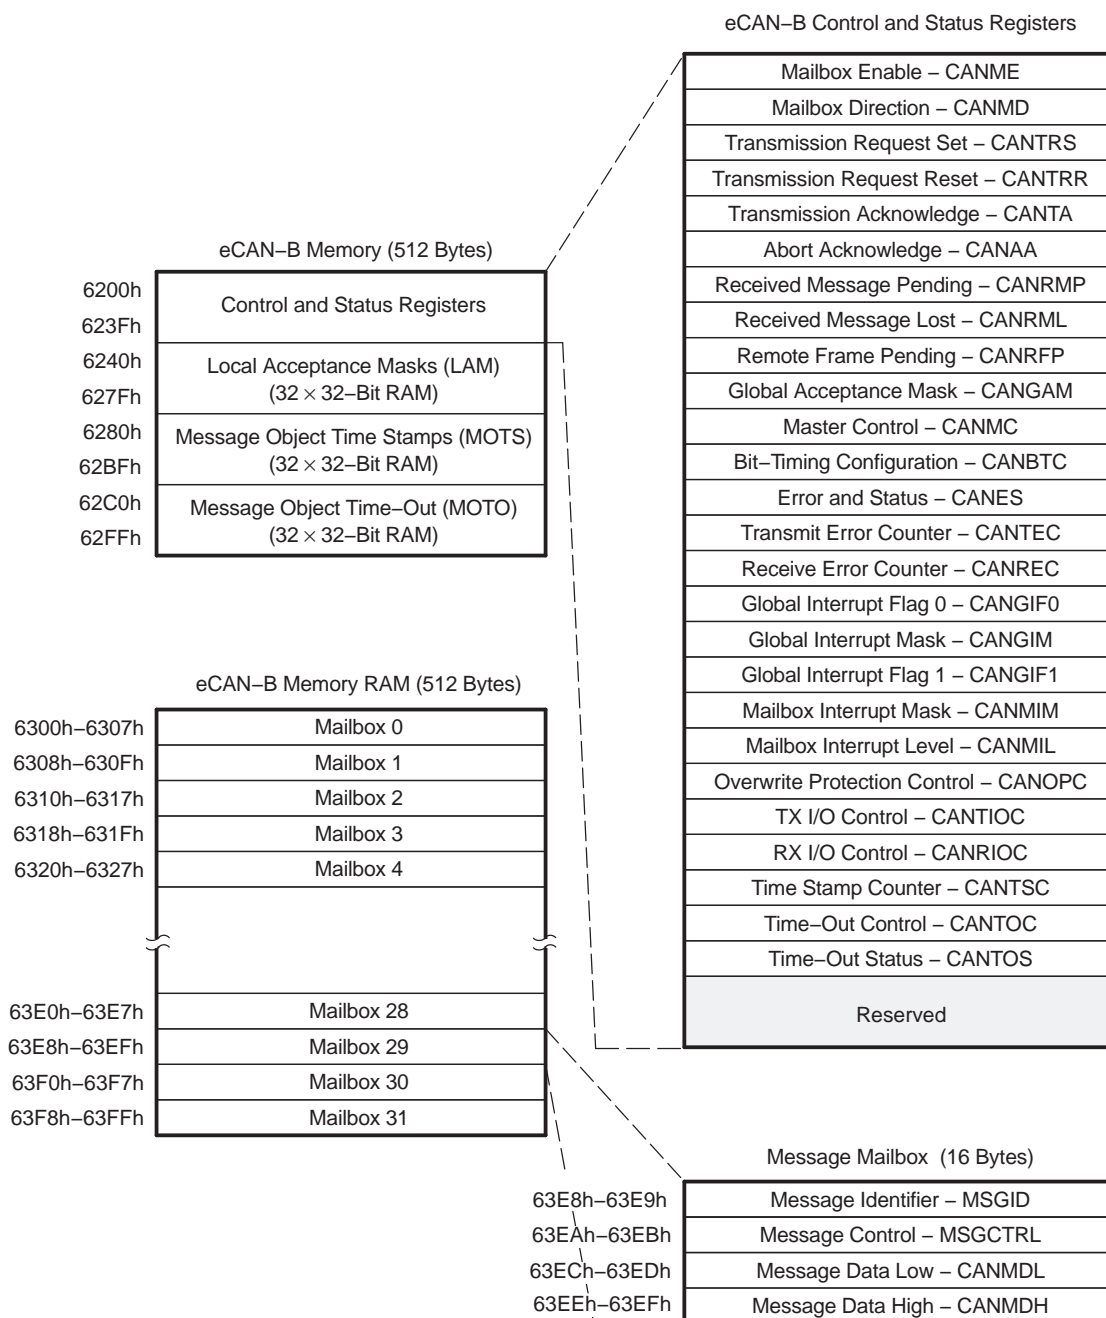 eCAN−B Control and Status Registers
Mailbox Enable − CANME
Mailbox Direction − CANMD
Transmission Request Set − CANTRS
Transmission Request Reset − CANTRR
Transmission Acknowledge − CANTA
Abort Acknowledge − CANAA
Received Message Pending − CANRMP
Received Message Lost − CANRML
Remote Frame Pending − CANRFP
Global Acceptance Mask − CANGAM
Master Control − CANMC
Bit−Timing Configuration − CANBTC
Error and Status − CANES
Transmit Error Counter − CANTEC
Receive Error Counter − CANREC
Global Interrupt Flag 0 − CANGIF0
Global Interrupt Mask − CANGIM
Global Interrupt Flag 1 − CANGIF1
Mailbox Interrupt Mask − CANMIM
Mailbox Interrupt Level − CANMIL
Overwrite Protection Control − CANOPC
TX I/O Control − CANTIOC
RX I/O Control − CANRIOC
Time Stamp Counter − CANTSC
Time−Out Control − CANTOC
Time−Out Status − CANTOS
Reserved
eCAN−B Memory (512 Bytes)
6200h
Control and Status Registers
623Fh
6240h
Local Acceptance Masks (LAM)
(32 × 32−Bit RAM)
627Fh
6280h
Message Object Time Stamps (MOTS)
(32 × 32−Bit RAM)
62BFh
62C0h
Message Object Time−Out (MOTO)
(32 × 32−Bit RAM)
62FFh
eCAN−B Memory RAM (512 Bytes)
6300h−6307h Mailbox 0
6308h−630Fh Mailbox 1
6310h−6317h Mailbox 2
6318h−631Fh Mailbox 3
6320h−6327h Mailbox 4
63E0h−63E7h Mailbox 28
63E8h−63EFh Mailbox 29
63F0h−63F7h Mailbox 30
63F8h−63FFh Mailbox 31
Message Mailbox (16 Bytes)
63E8h−63E9h Message Identifier − MSGID
63EAh−63EBh Message Control − MSGCTRL
63ECh−63EDh Message Data Low − CANMDL
63EEh−63EFh Message Data High − CANMDH